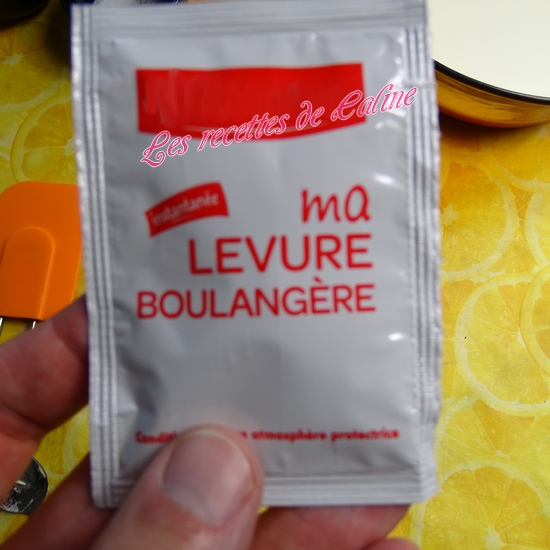 Les recettes de Caline
Instantanée
ma
LEVURE
BOULANGÈRE
atmosphère protectrice